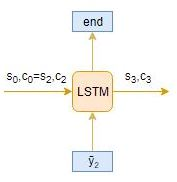 end
s₀,c₀=s₂,c₂
s₃,c₃
LSTM
ȳ₂